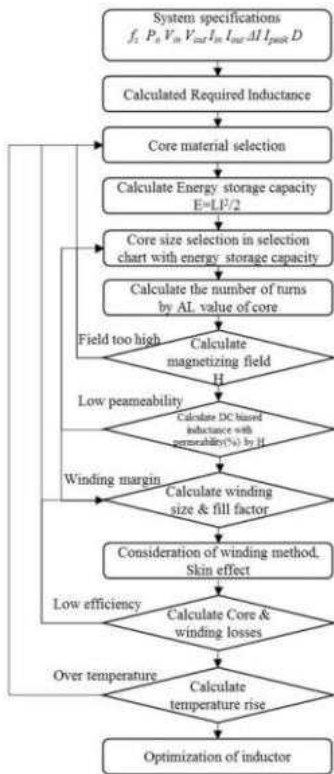 System specifications
f_s P_o V_in V_out I_in I_out ΔI I_peak D
Calculated Required Inductance
Core material selection
Calculate Energy storage capacity
E=LI²/2
Core size selection in selection
chart with energy storage capacity
Calculate the number of turns
by AL value of core
Field too high
Calculate
magnetizing field
H
Low peameability
Calculate DC biased
inductance with
permeability(%) by H
Winding margin
Calculate winding
size & fill factor
Consideration of winding method,
Skin effect
Low efficiency
Calculate Core &
winding losses
Over temperature
Calculate
temperature rise
Optimization of inductor